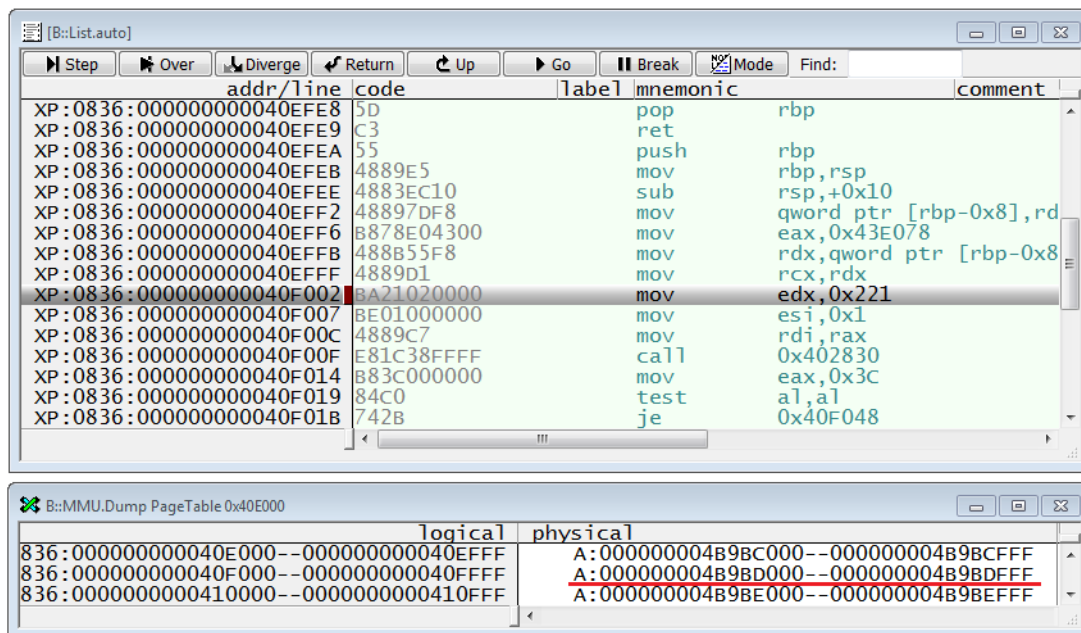 [B::List.auto]
Step Over Diverge Return Up Go Break Mode Find:
addr/line code label mnemonic comment
XP:0836:000000000040EFE8 5D pop rbp
XP:0836:000000000040EFE9 C3 ret
XP:0836:000000000040EFEA 55 push rbp
XP:0836:000000000040EFEB 4889E5 mov rbp,rsp
XP:0836:000000000040EFEE 4883EC10 sub rsp,+0x10
XP:0836:000000000040EFF2 48897DF8 mov qword ptr [rbp-0x8],rd
XP:0836:000000000040EFF6 B878E04300 mov eax,0x43E078
XP:0836:000000000040EFFB 488B55F8 mov rdx,qword ptr [rbp-0x8
XP:0836:000000000040EFFF 4889D1 mov rcx,rdx
XP:0836:000000000040F002 BA21020000 mov edx,0x221
XP:0836:000000000040F007 BE01000000 mov esi,0x1
XP:0836:000000000040F00C 4889C7 mov rdi,rax
XP:0836:000000000040F00F E81C38FFFF call 0x402830
XP:0836:000000000040F014 B83C000000 mov eax,0x3C
XP:0836:000000000040F019 84C0 test al,al
XP:0836:000000000040F01B 742B je 0x40F048
B::MMU.Dump PageTable 0x40E000
logical physical
836:000000000040E000--000000000040EFFF A:000000004B9BC000--000000004B9BCFFF
836:000000000040F000--000000000040FFFF A:000000004B9BD000--000000004B9BDFFF
836:0000000000410000--0000000000410FFF A:000000004B9BE000--000000004B9BEFFF